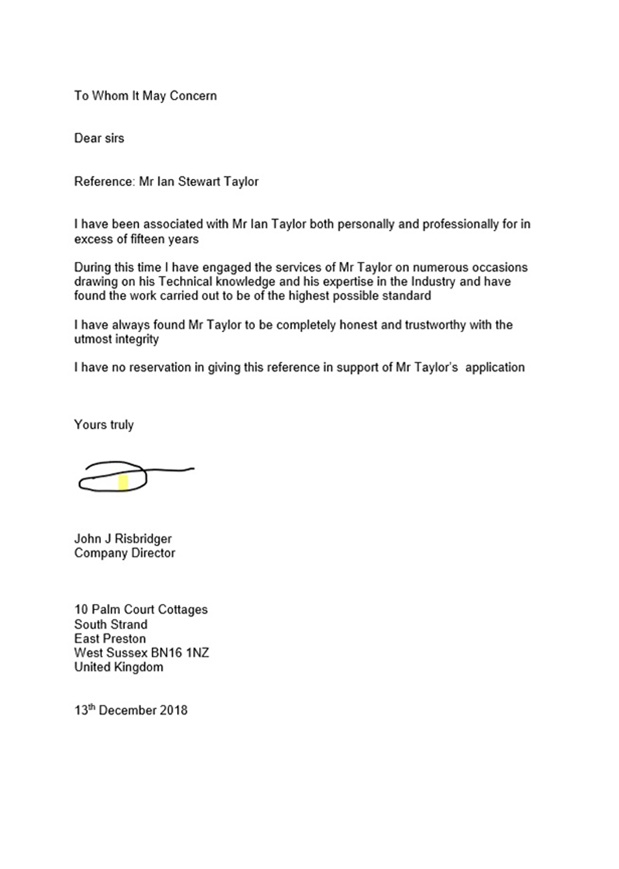 To Whom It May Concern
Dear sirs
Reference: Mr Ian Stewart Taylor
I have been associated with Mr Ian Taylor both personally and professionally for in
excess of fifteen years
During this time I have engaged the services of Mr Taylor on numerous occasions
drawing on his Technical knowledge and his expertise in the Industry and have
found the work carried out to be of the highest possible standard
I have always found Mr Taylor to be completely honest and trustworthy with the
utmost integrity
I have no reservation in giving this reference in support of Mr Taylor’s  application
Yours truly
John J Risbridger
Company Director
10 Palm Court Cottages
South Strand
East Preston
West Sussex BN16 1NZ
United Kingdom
13th December 2018